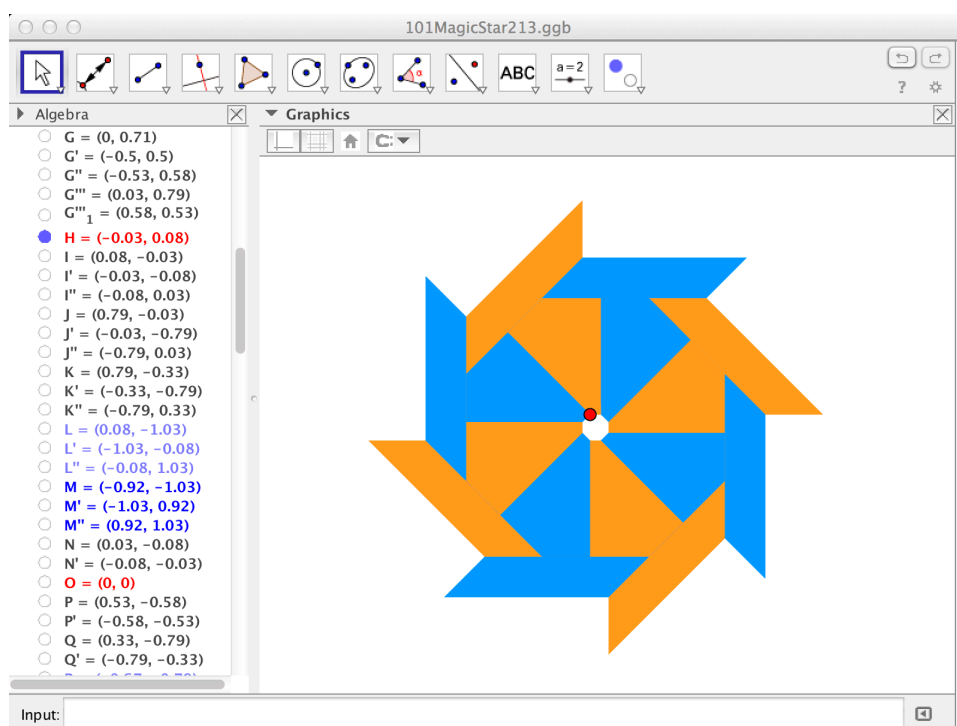 101MagicStar213.ggb
α
ABC
a=2
?
Algebra
Graphics
G = (0, 0.71)
G' = (-0.5, 0.5)
G'' = (-0.53, 0.58)
G''' = (0.03, 0.79)
G'''1 = (0.58, 0.53)
H = (-0.03, 0.08)
I = (0.08, -0.03)
I' = (-0.03, -0.08)
I'' = (-0.08, 0.03)
J = (0.79, -0.03)
J' = (-0.03, -0.79)
J'' = (-0.79, 0.03)
K = (0.79, -0.33)
K' = (-0.33, -0.79)
K'' = (-0.79, 0.33)
L = (0.08, -1.03)
L' = (-1.03, -0.08)
L'' = (-0.08, 1.03)
M = (-0.92, -1.03)
M' = (-1.03, 0.92)
M'' = (0.92, 1.03)
N = (0.03, -0.08)
N' = (-0.08, -0.03)
O = (0, 0)
P = (0.53, -0.58)
P' = (-0.58, -0.53)
Q = (0.33, -0.79)
Q' = (-0.79, -0.33)
Input: